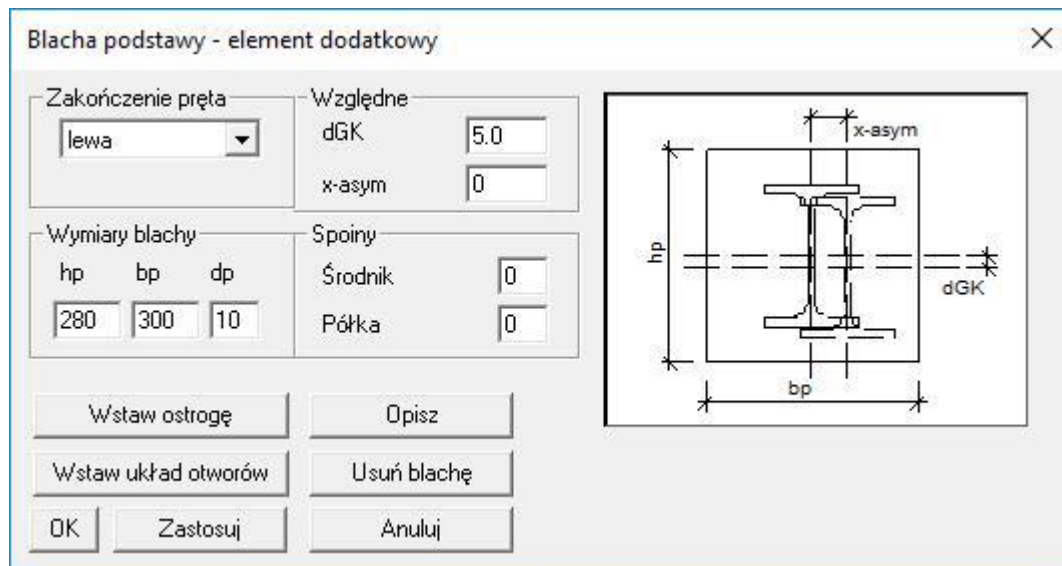 Blacha podstawy - element dodatkowy
Zakończenie pręta
lewa
Względne
dGK 5.0
x-asym 0
Wymiary blachy
hp bp dp
280 300 10
Spoiny
Środnik 0
Półka 0
Wstaw ostrogę
Opisz
Wstaw układ otworów
Usuń blachę
OK
Zastosuj
Anuluj
x-asym
hp
dGK
bp